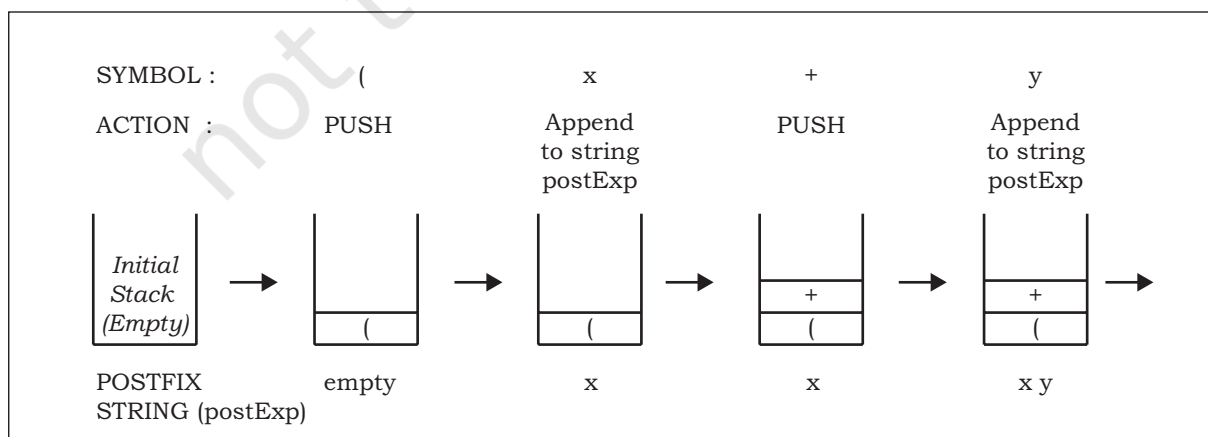 not t
SYMBOL : ( x + y
ACTION : PUSH Append to string postExp PUSH Append to string postExp
Initial Stack (Empty)
(
(
+
(
+
(
POSTFIX STRING (postExp) empty x x x y